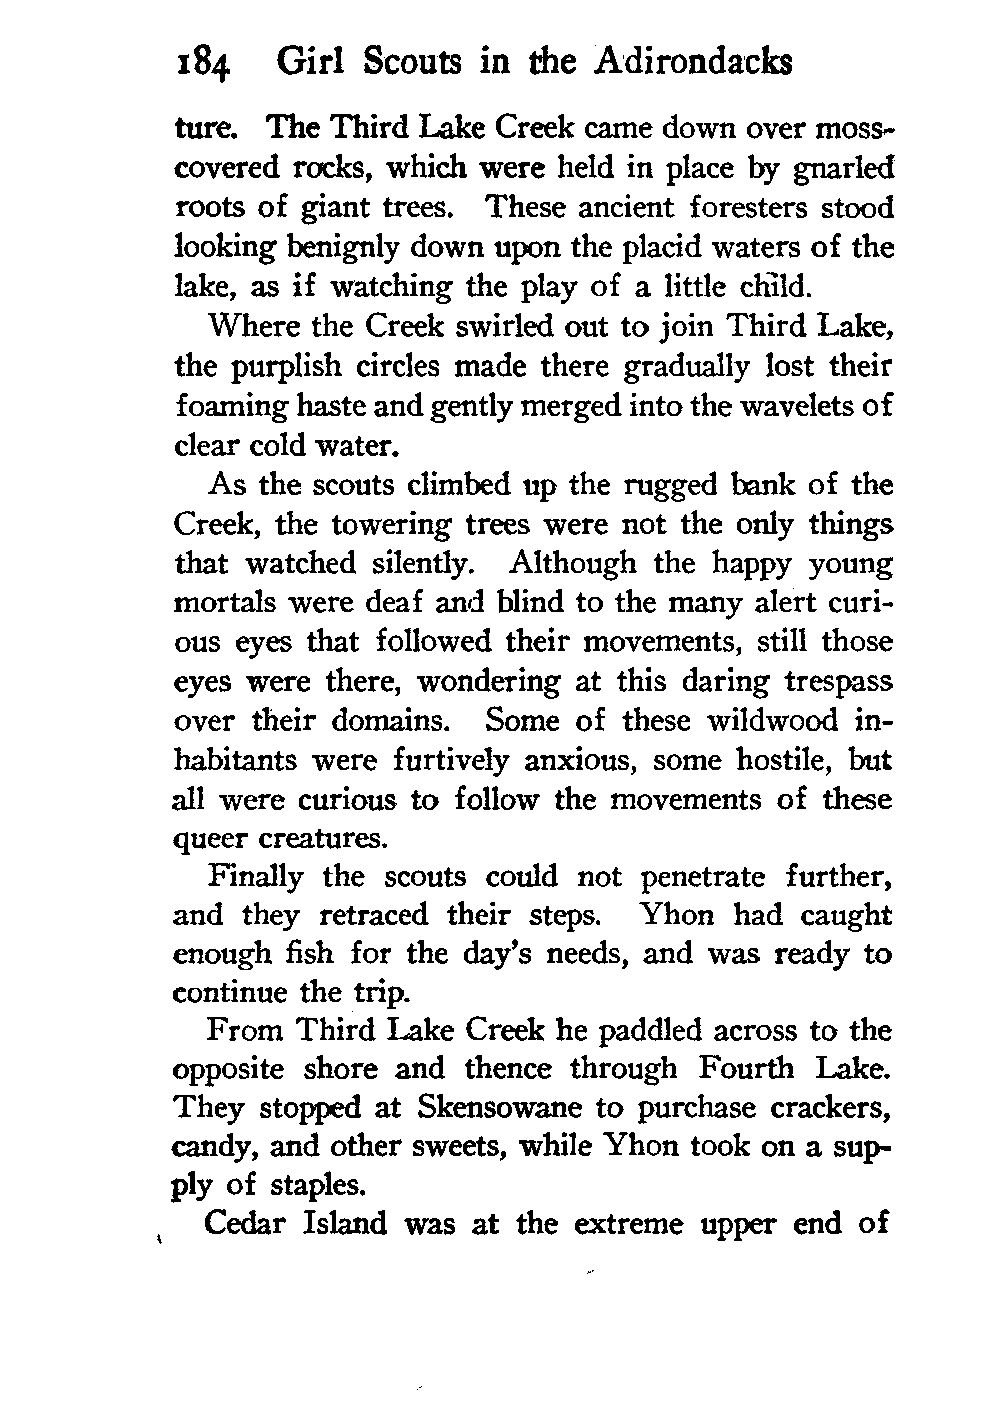 184 Girl Scouts in the Adirondacks
ture. The Third Lake Creek came down over moss-
covered rocks, which were held in place by gnarled
roots of giant trees. These ancient foresters stood
looking benignly down upon the placid waters of the
lake, as if watching the play of a little child.
Where the Creek swirled out to join Third Lake,
the purplish circles made there gradually lost their
foaming haste and gently merged into the wavelets of
clear cold water.
As the scouts climbed up the rugged bank of the
Creek, the towering trees were not the only things
that watched silently. Although the happy young
mortals were deaf and blind to the many alert curi-
ous eyes that followed their movements, still those
eyes were there, wondering at this daring trespass
over their domains. Some of these wildwood in-
habitants were furtively anxious, some hostile, but
all were curious to follow the movements of these
queer creatures.
Finally the scouts could not penetrate further,
and they retraced their steps. Yhon had caught
enough fish for the day's needs, and was ready to
continue the trip.
From Third Lake Creek he paddled across to the
opposite shore and thence through Fourth Lake.
They stopped at Skensowane to purchase crackers,
candy, and other sweets, while Yhon took on a sup-
ply of staples.
Cedar Island was at the extreme upper end of